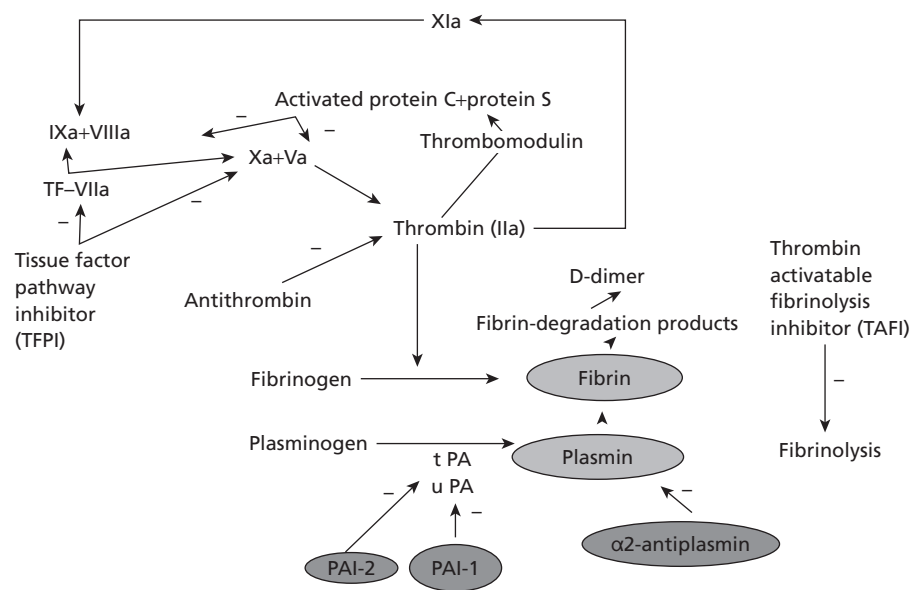 XIa
Activated protein C+protein S
–
–
IXa+VIIIa
Thrombomodulin
Xa+Va
TF–VIIa
–
–
Thrombin (IIa)
–
Tissue factor
pathway
inhibitor
(TFPI)
Antithrombin
Thrombin
activatable
fibrinolysis
inhibitor (TAFI)
D-dimer
Fibrin-degradation products
Fibrinogen
Fibrin
–
Plasminogen
Plasmin
Fibrinolysis
t PA
u PA
–
–
–
PAI-2
PAI-1
α2-antiplasmin